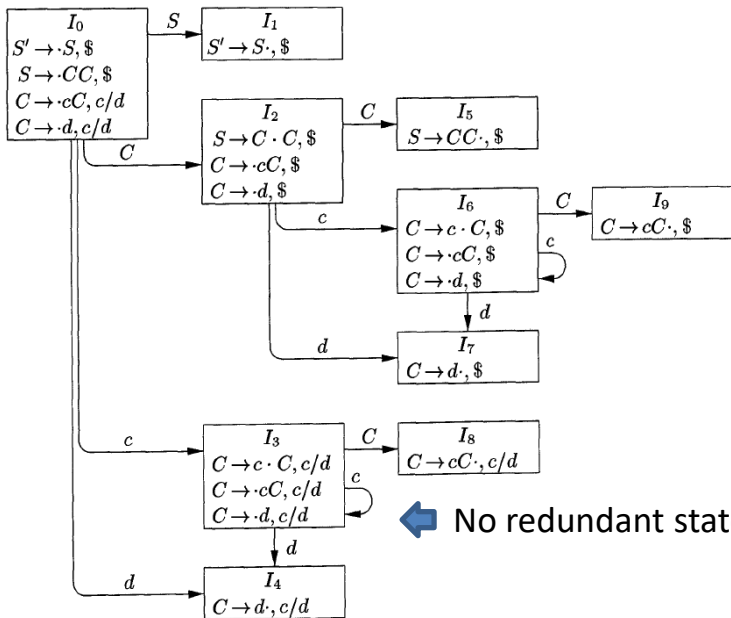 I₀
S' → ·S, $
S → ·CC, $
C → ·cC, c/d
C → ·d, c/d
S
I₁
S' → S·, $
C
I₂
S → C · C, $
C → ·cC, $
C → ·d, $
C
I₅
S → CC·, $
c
I₆
C → c · C, $
C → ·cC, $
C → ·d, $
C
I₉
C → cC·, $
c
d
d
I₇
C → d·, $
c
I₃
C → c · C, c/d
C → ·cC, c/d
C → ·d, c/d
C
I₈
C → cC·, c/d
c
No redundant stat
d
d
I₄
C → d·, c/d